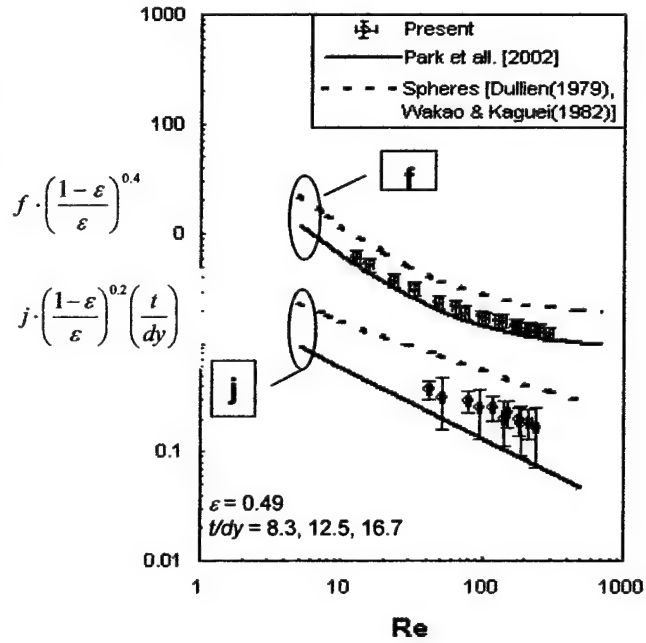 1000
100
0
0.1
0.01
Present
Park et all. [2002]
Spheres [Dullien(1979),
Wakao & Kaguei(1982)]
f
f · ((1 − ε)/ε)^0.4
j · ((1 − ε)/ε)^0.2 (t/dy)
j
ε = 0.49
t/dy = 8.3, 12.5, 16.7
1 10 100 1000
Re